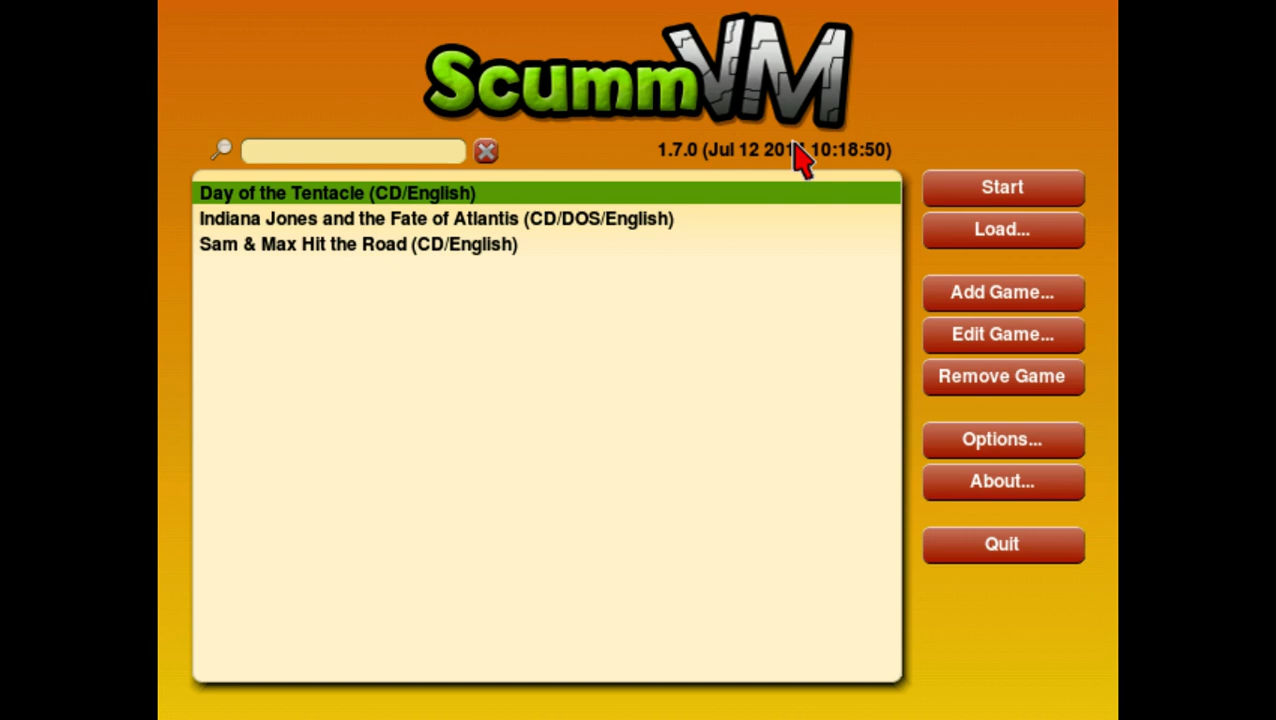 ScummVM
1.7.0 (Jul 12 10:18:50)
Day of the Tentacle (CD/English)
Indiana Jones and the Fate of Atlantis (CD/DOS/English)
Sam & Max Hit the Road (CD/English)
Start
Load...
Add Game...
Edit Game...
Remove Game
Options...
About...
Quit